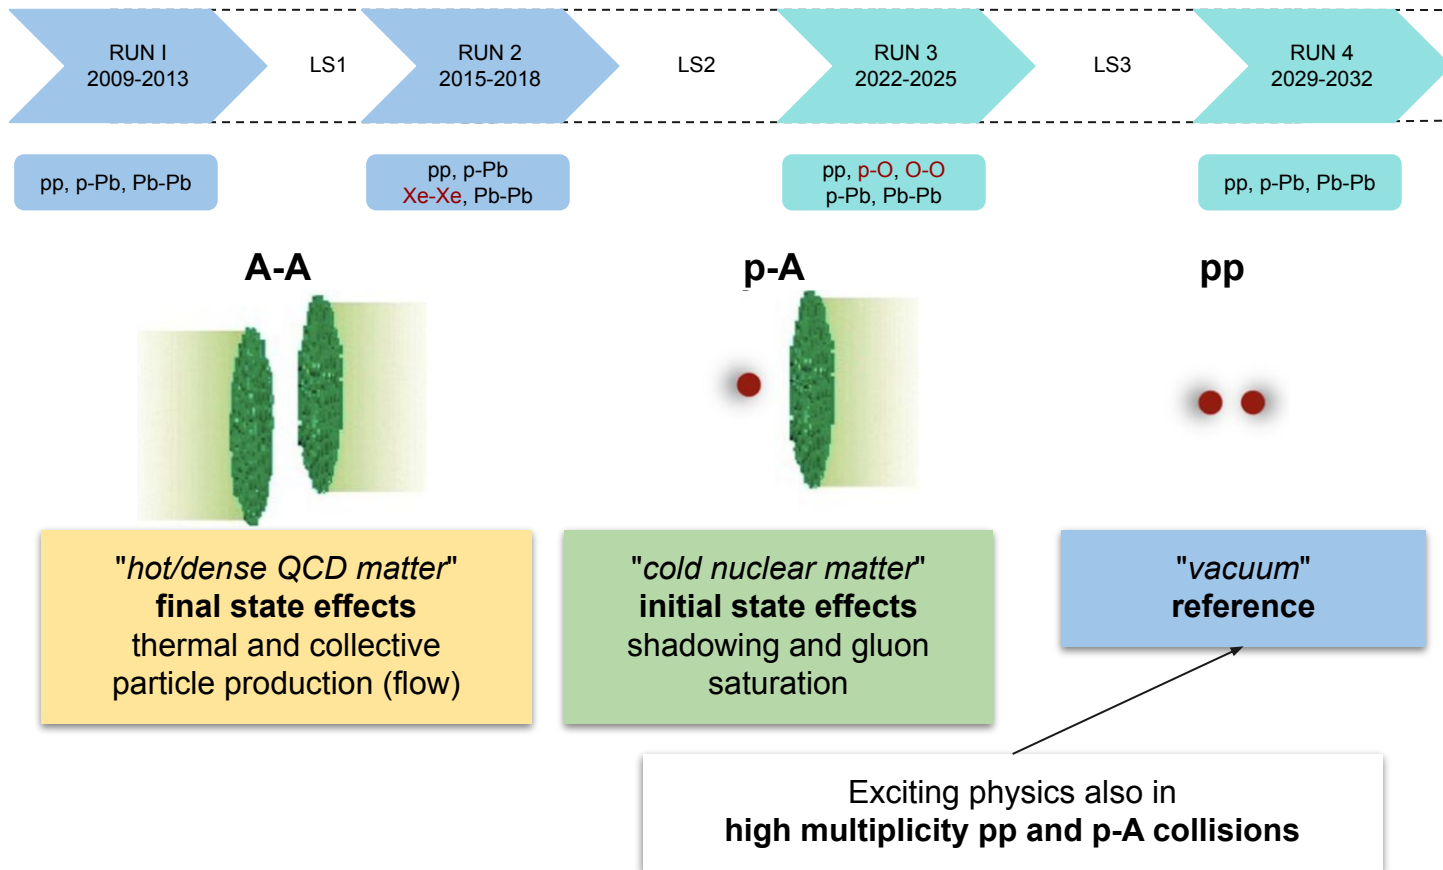 RUN I
2009-2013
LS1
RUN 2
2015-2018
LS2
RUN 3
2022-2025
LS3
RUN 4
2029-2032
pp, p-Pb, Pb-Pb
pp, p-Pb
Xe-Xe, Pb-Pb
pp, p-O, O-O
p-Pb, Pb-Pb
pp, p-Pb, Pb-Pb
A-A
p-A
pp
"hot/dense QCD matter"
final state effects
thermal and collective
particle production (flow)
"cold nuclear matter"
initial state effects
shadowing and gluon
saturation
"vacuum"
reference
Exciting physics also in
high multiplicity pp and p-A collisions